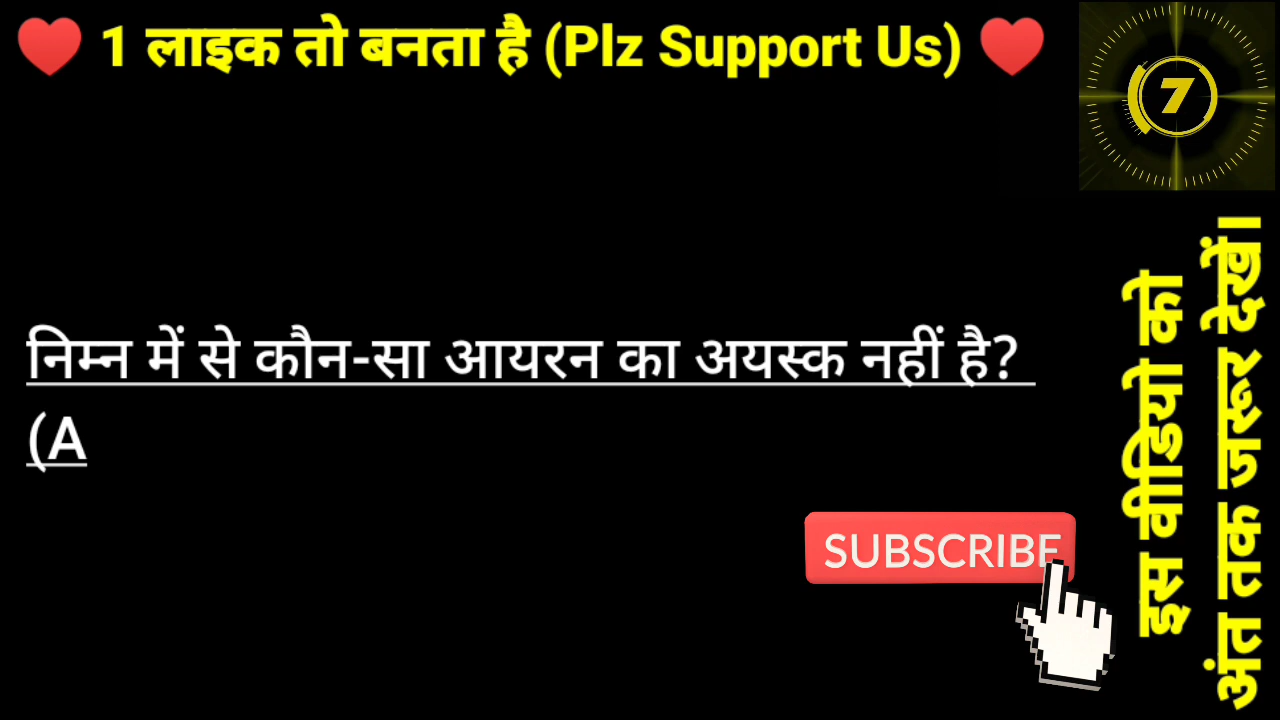 ❤️ 1 लाइक तो बनता है (Plz Support Us) ❤️
7
निम्न में से कौन-सा आयरन का अयस्क नहीं है?
(A
SUBSCRIBE
इस वीडियो को
अंत तक जरूर देखें।